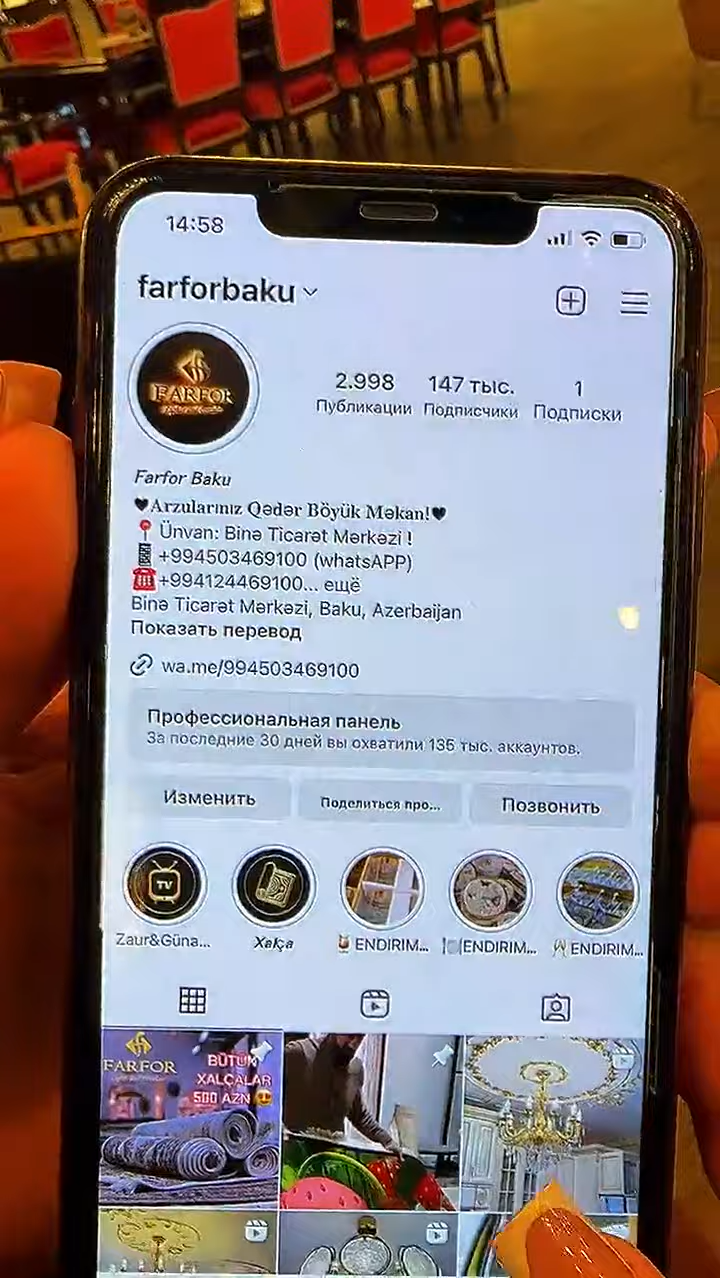 14:58
farforbaku
FARFOR
2.998 147 тыс. 1
Публикации Подписчики Подписки
Farfor Baku
♥Arzularınız Qədər Böyük Məkan!♥
📍 Ünvan: Binə Ticarət Mərkəzi !
📱+994503469100 (whatsAPP)
☎️+994124469100... ещё
Binə Ticarət Mərkəzi, Baku, Azerbaijan
Показать перевод
wa.me/994503469100
Профессиональная панель
За последние 30 дней вы охватили 135 тыс. аккаунтов.
Изменить Поделиться про... Позвонить
TV
Zaur&Güna... Xalça ENDIRIM... 🍽ENDIRIM... ENDIRIM...
FARFOR
BÜTÜN
XALÇALAR
500 AZN 😍